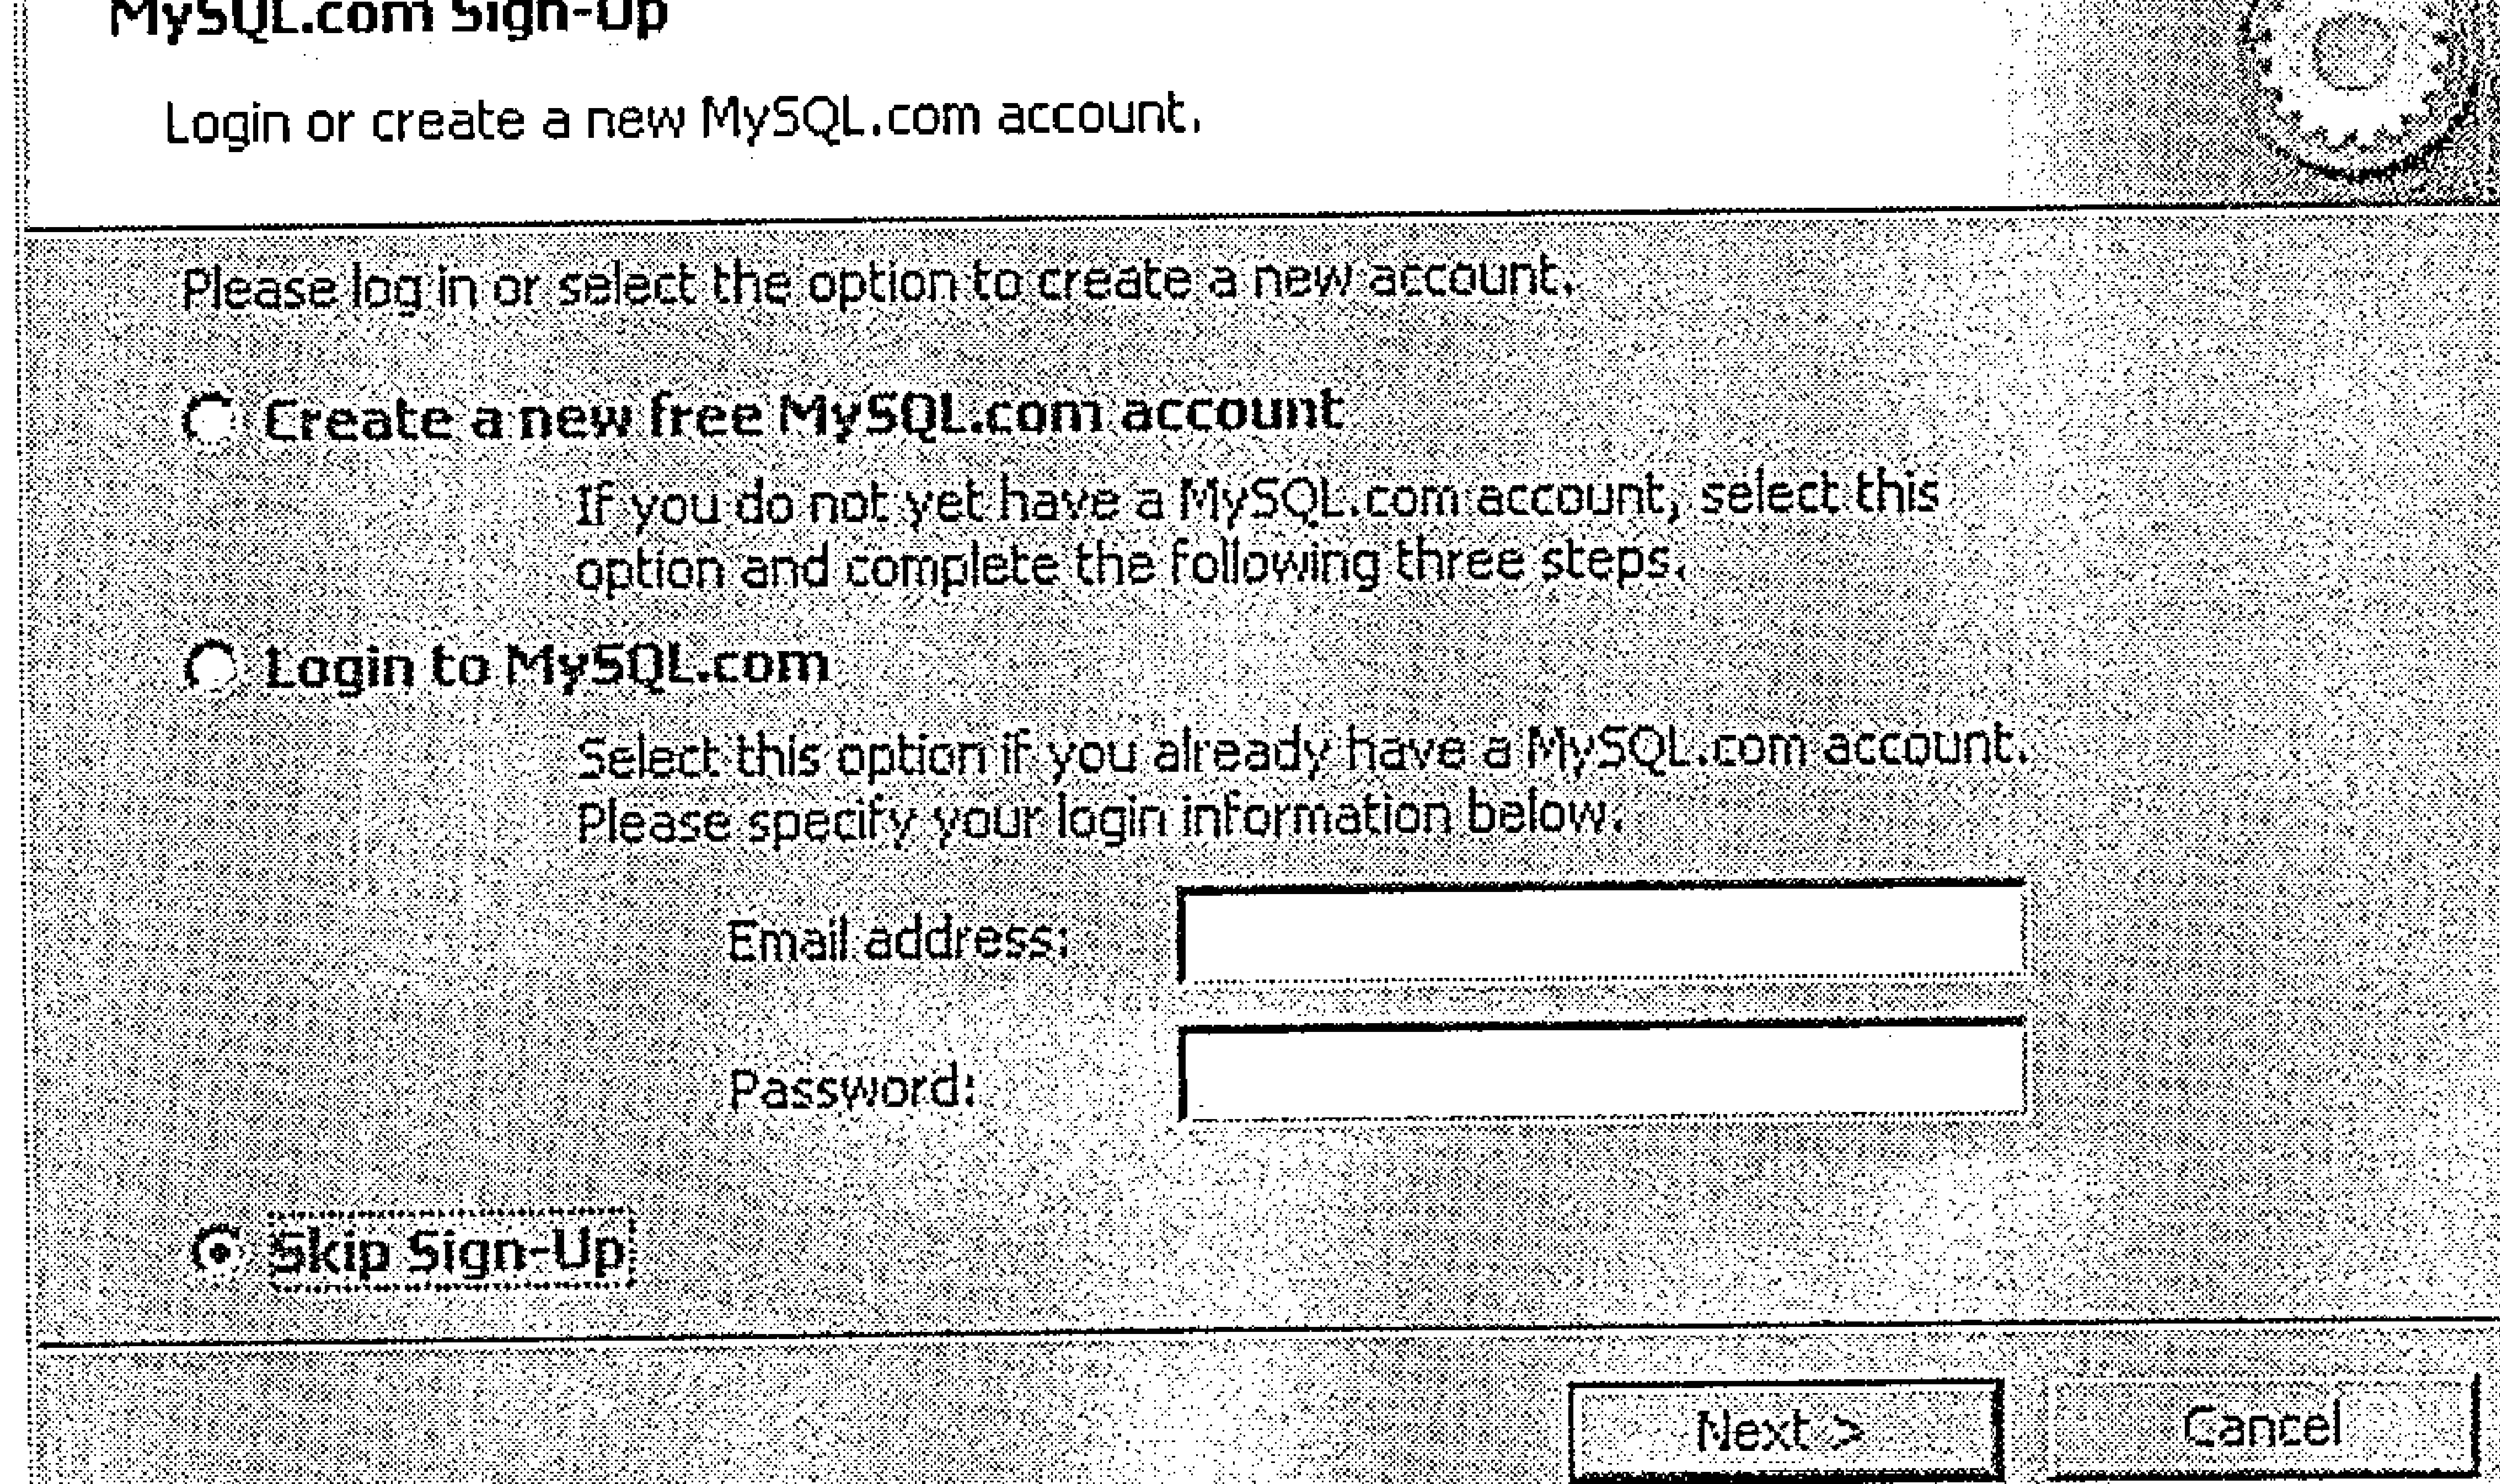 MySQL.com Sign-Up
Login or create a new MySQL.com account.
Please log in or select the option to create a new account.
Create a new free MySQL.com account
If you do not yet have a MySQL.com account, select this
option and complete the following three steps.
Login to MySQL.com
Select this option if you already have a MySQL.com account.
Please specify your login information below.
Email address:
Password:
Skip Sign-Up
Next >
Cancel